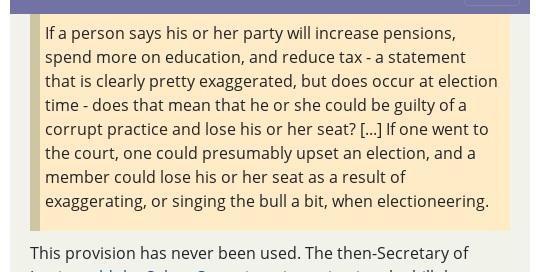 If a person says his or her party will increase pensions,
spend more on education, and reduce tax - a statement
that is clearly pretty exaggerated, but does occur at election
time - does that mean that he or she could be guilty of a
corrupt practice and lose his or her seat? [...] If one went to
the court, one could presumably upset an election, and a
member could lose his or her seat as a result of
exaggerating, or singing the bull a bit, when electioneering.
This provision has never been used. The then-Secretary of